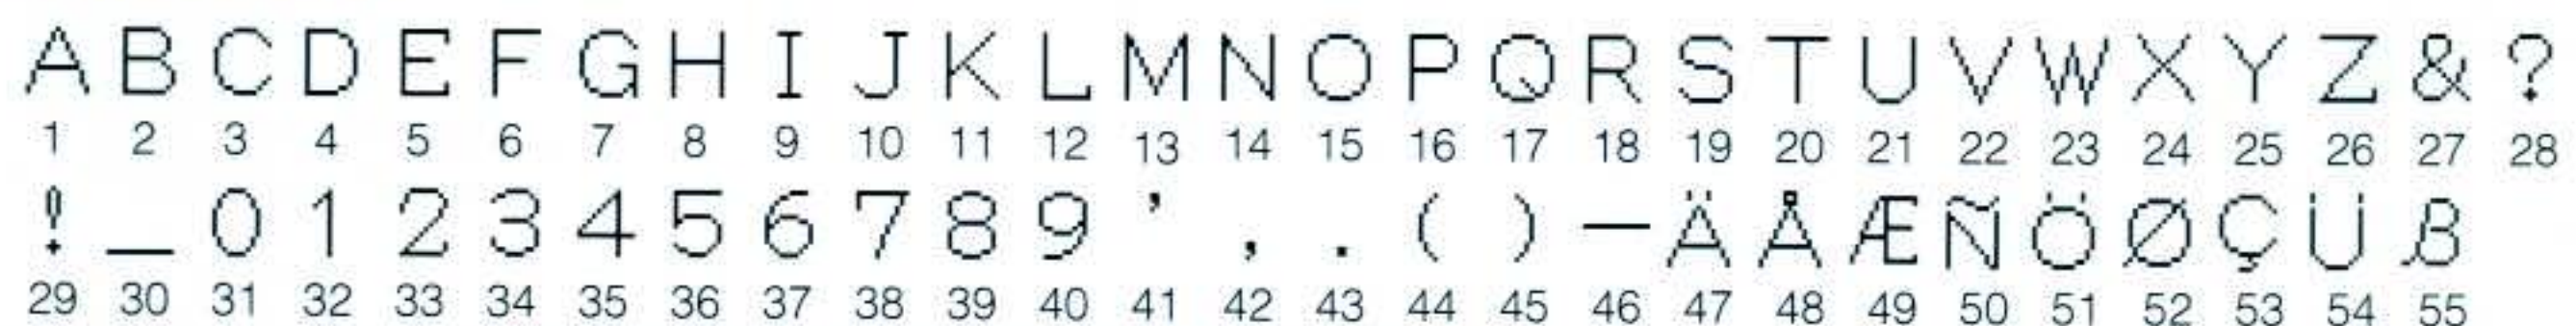 A B C D E F G H I J K L M N O P Q R S T U V W X Y Z & ?
1 2 3 4 5 6 7 8 9 10 11 12 13 14 15 16 17 18 19 20 21 22 23 24 25 26 27 28
! _ 0 1 2 3 4 5 6 7 8 9 ' , . ( ) — Ä Å Æ Ñ Ö Ø Ç Ü ß
29 30 31 32 33 34 35 36 37 38 39 40 41 42 43 44 45 46 47 48 49 50 51 52 53 54 55